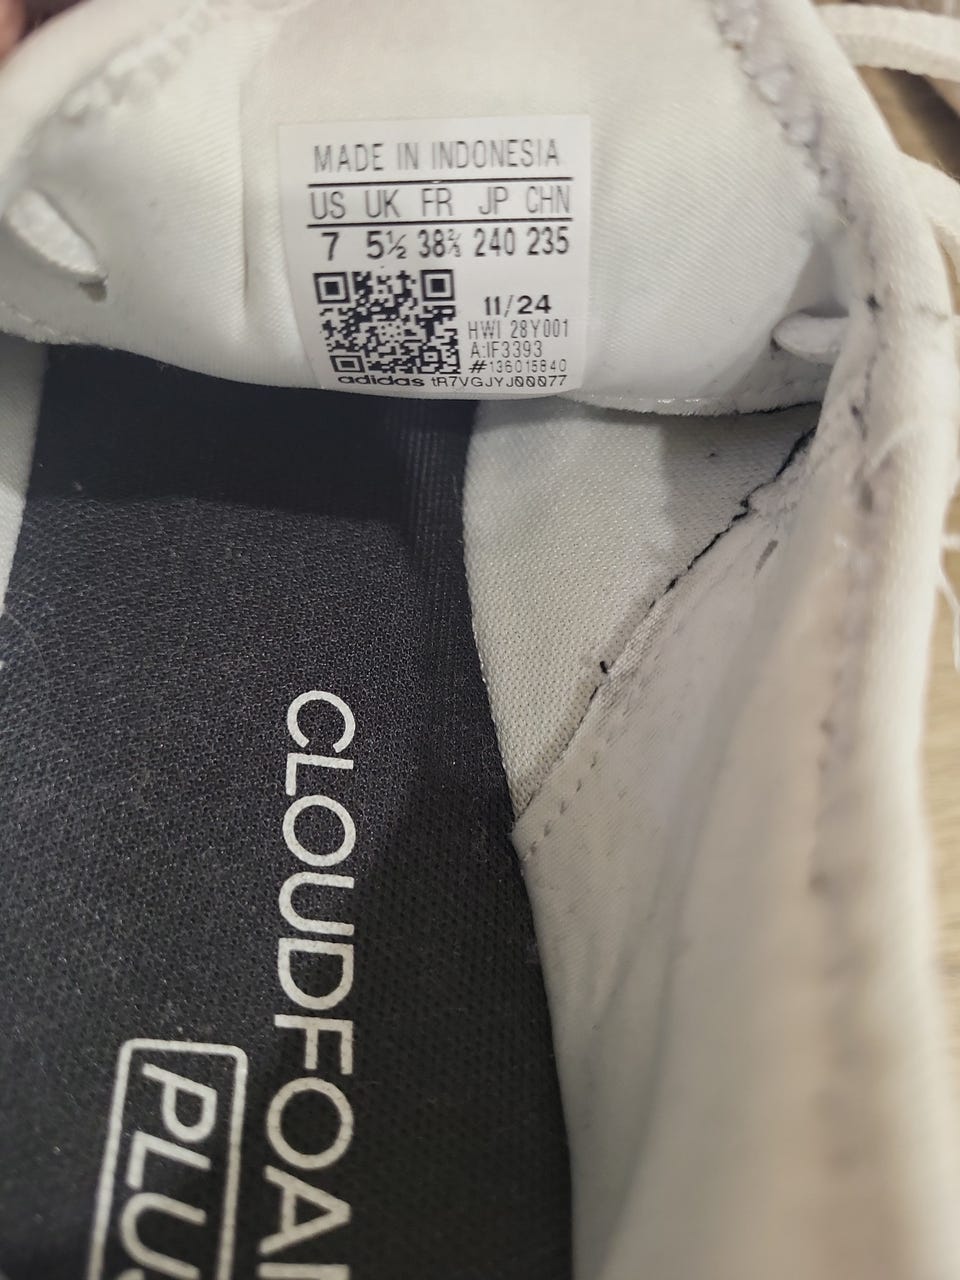 MADE IN INDONESIA
US UK FR JP CHN
7 5½ 38⅔ 240 235
11/24
HWI 28Y001
A:IF3393
#136015840
adidas tR7VGJYJ00077
CLOUDFOAM
PLUS